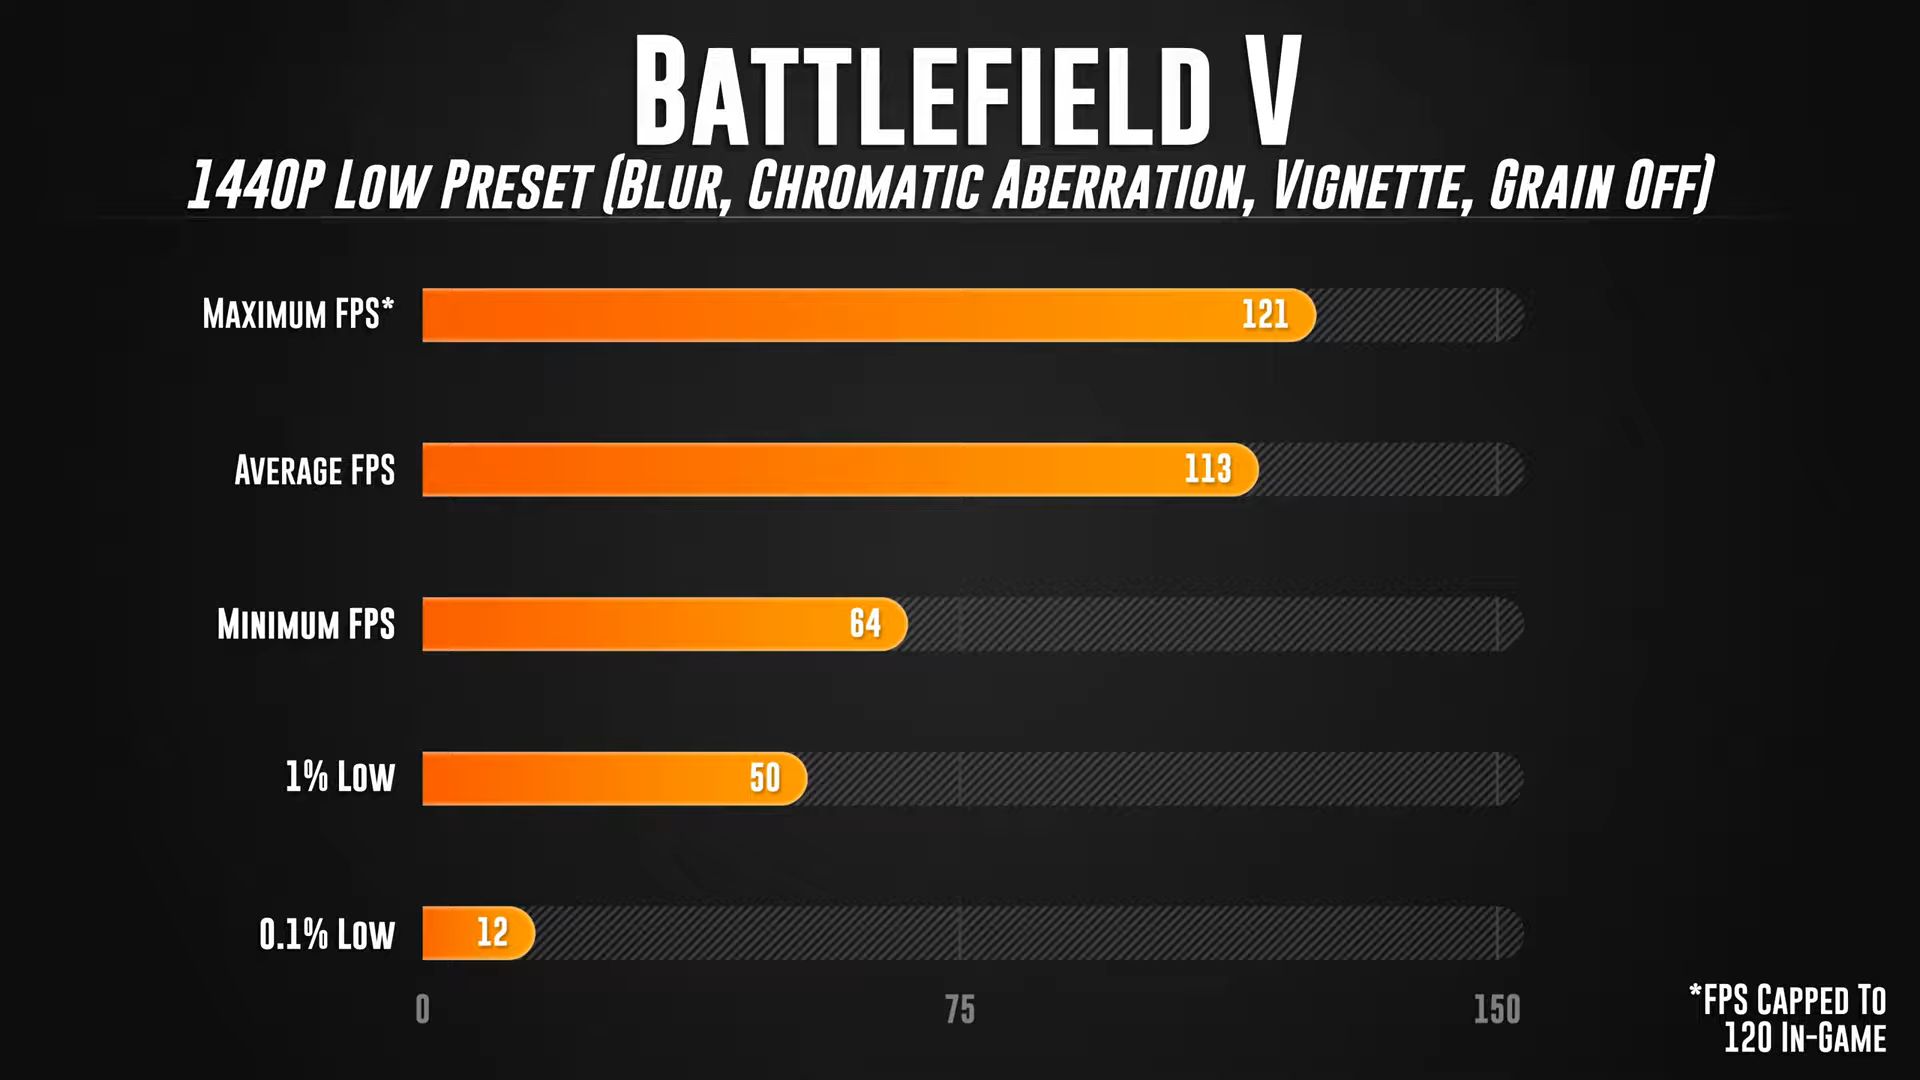 Battlefield V
1440p Low Preset (Blur, Chromatic Aberration, Vignette, Grain Off)
Maximum FPS* 121
Average FPS 113
Minimum FPS 64
1% Low 50
0.1% Low 12
0 75 150
*FPS Capped To
120 In-Game